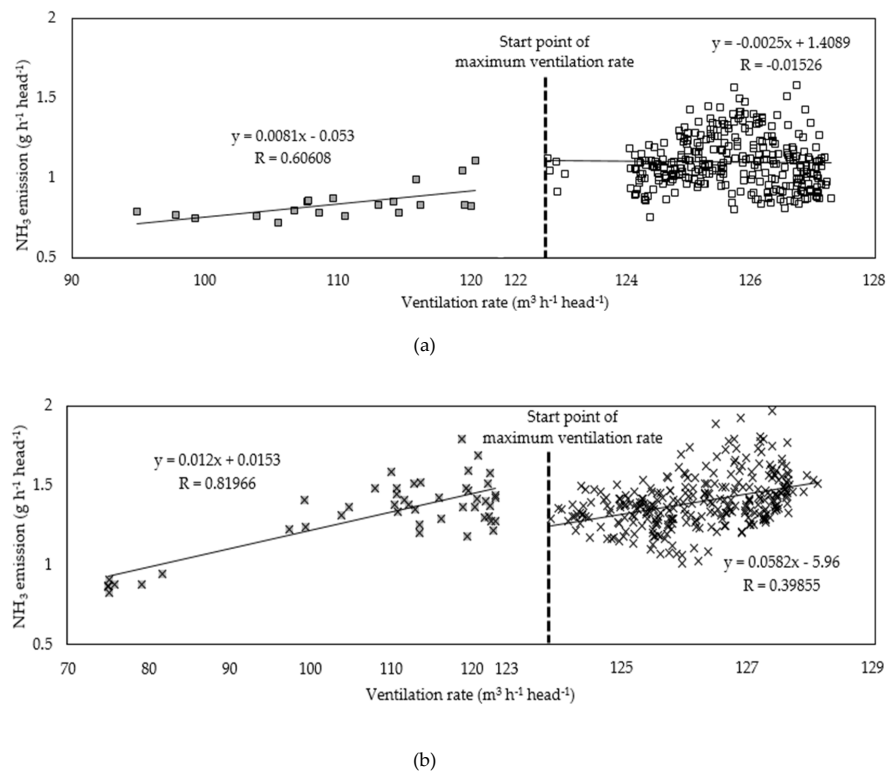 2
Start point of
maximum ventilation rate
y = -0.0025x + 1.4089
R = -0.01526
1.5
y = 0.0081x - 0.053
R = 0.60608
1
0.5
NH₃ emission (g h⁻¹ head⁻¹)
90 100 110 120 122 124 126 128
Ventilation rate (m³ h⁻¹ head⁻¹)
(a)
2
Start point of
maximum ventilation rate
y = 0.012x + 0.0153
R = 0.81966
1.5
1
y = 0.0582x - 5.96
R = 0.39855
0.5
NH₃ emission (g h⁻¹ head⁻¹)
70 80 90 100 110 120 123 125 127 129
Ventilation rate (m³ h⁻¹ head⁻¹)
(b)